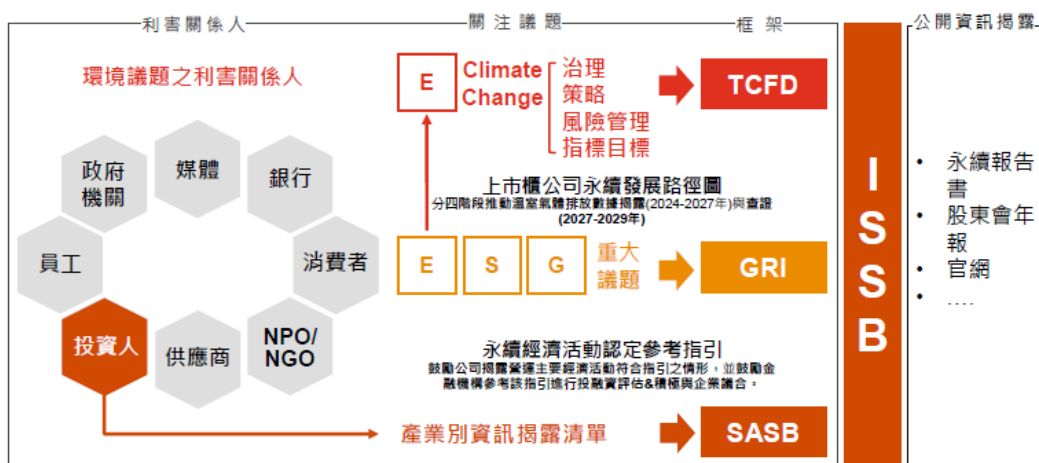 利害關係人
關注議題
框架
公開資訊揭露
環境議題之利害關係人
政府
機關
媒體
銀行
員工
消費者
投資人
供應商
NPO/
NGO
E
Climate
Change
治理
策略
風險管理
指標目標
TCFD
上市櫃公司永續發展路徑圖
分四階段推動溫室氣體排放數據揭露(2024-2027年)與查證
(2027-2029年)
E
S
G
重大
議題
GRI
永續經濟活動認定參考指引
鼓勵公司揭露營運主要經濟活動符合指引之情形，並鼓勵金
融機構參考該指引進行投融資評估&積極與企業議合。
產業別資訊揭露清單
SASB
I
S
S
B
• 永續報告
書
• 股東會年
報
• 官網
• ….